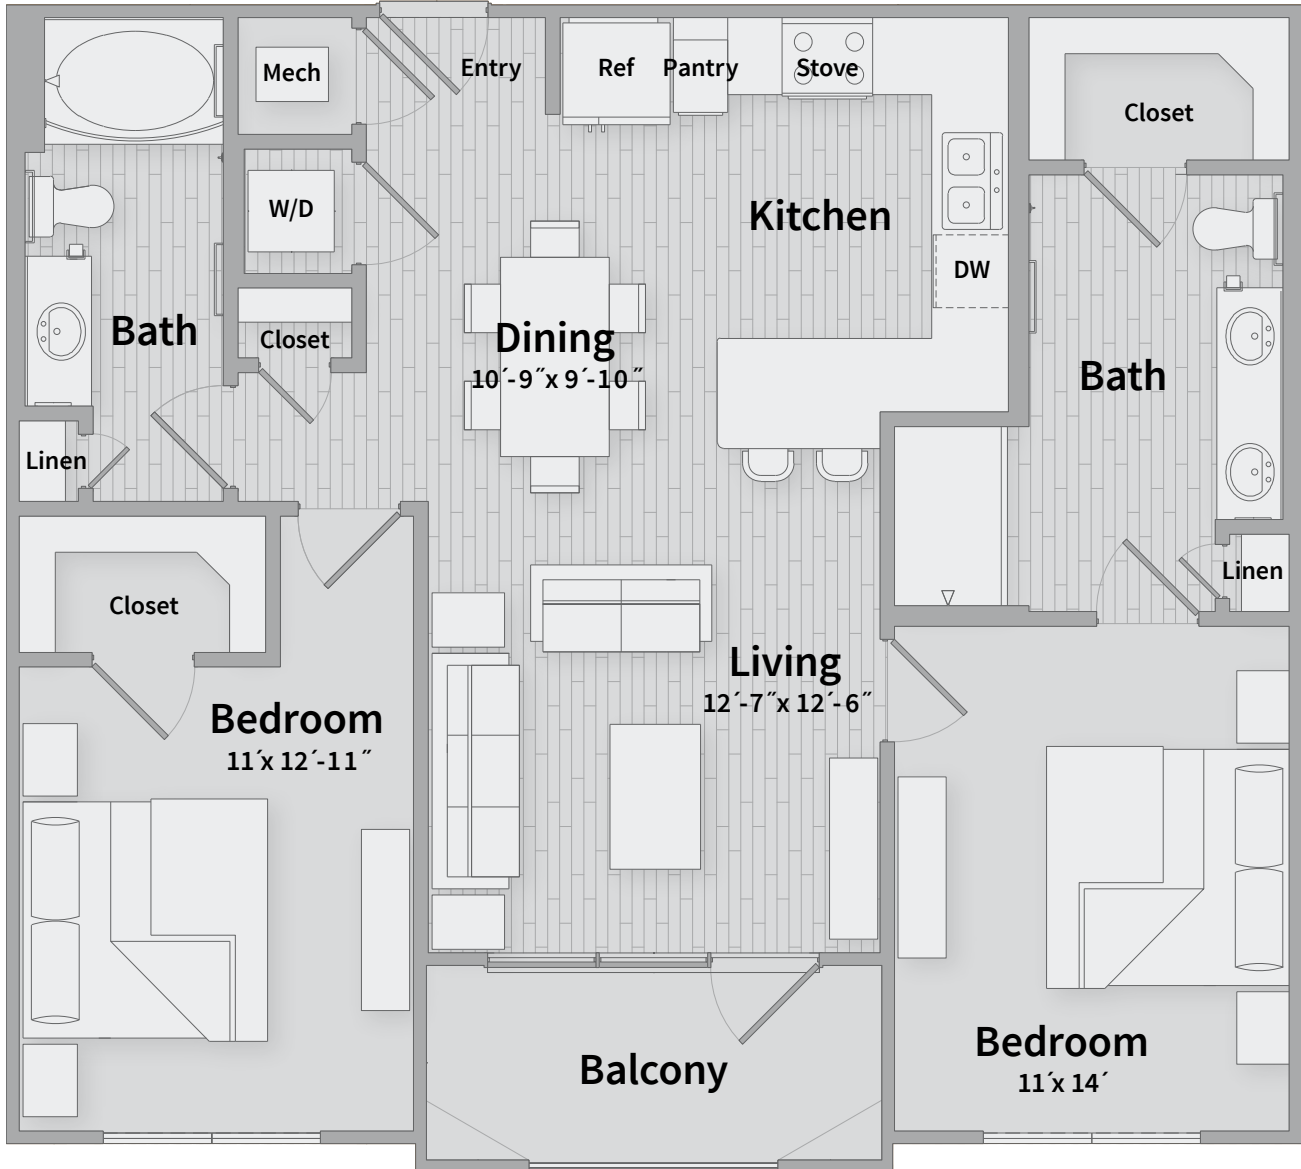 Mech
Entry
Ref
Pantry
Stove
Closet
W/D
Kitchen
DW
Bath
Closet
Dining
10´-9˝x 9´-10˝
Bath
Linen
Linen
Closet
Living
12´-7˝x 12´-6˝
Bedroom
11´x 12´-11˝
Bedroom
11´x 14´
Balcony